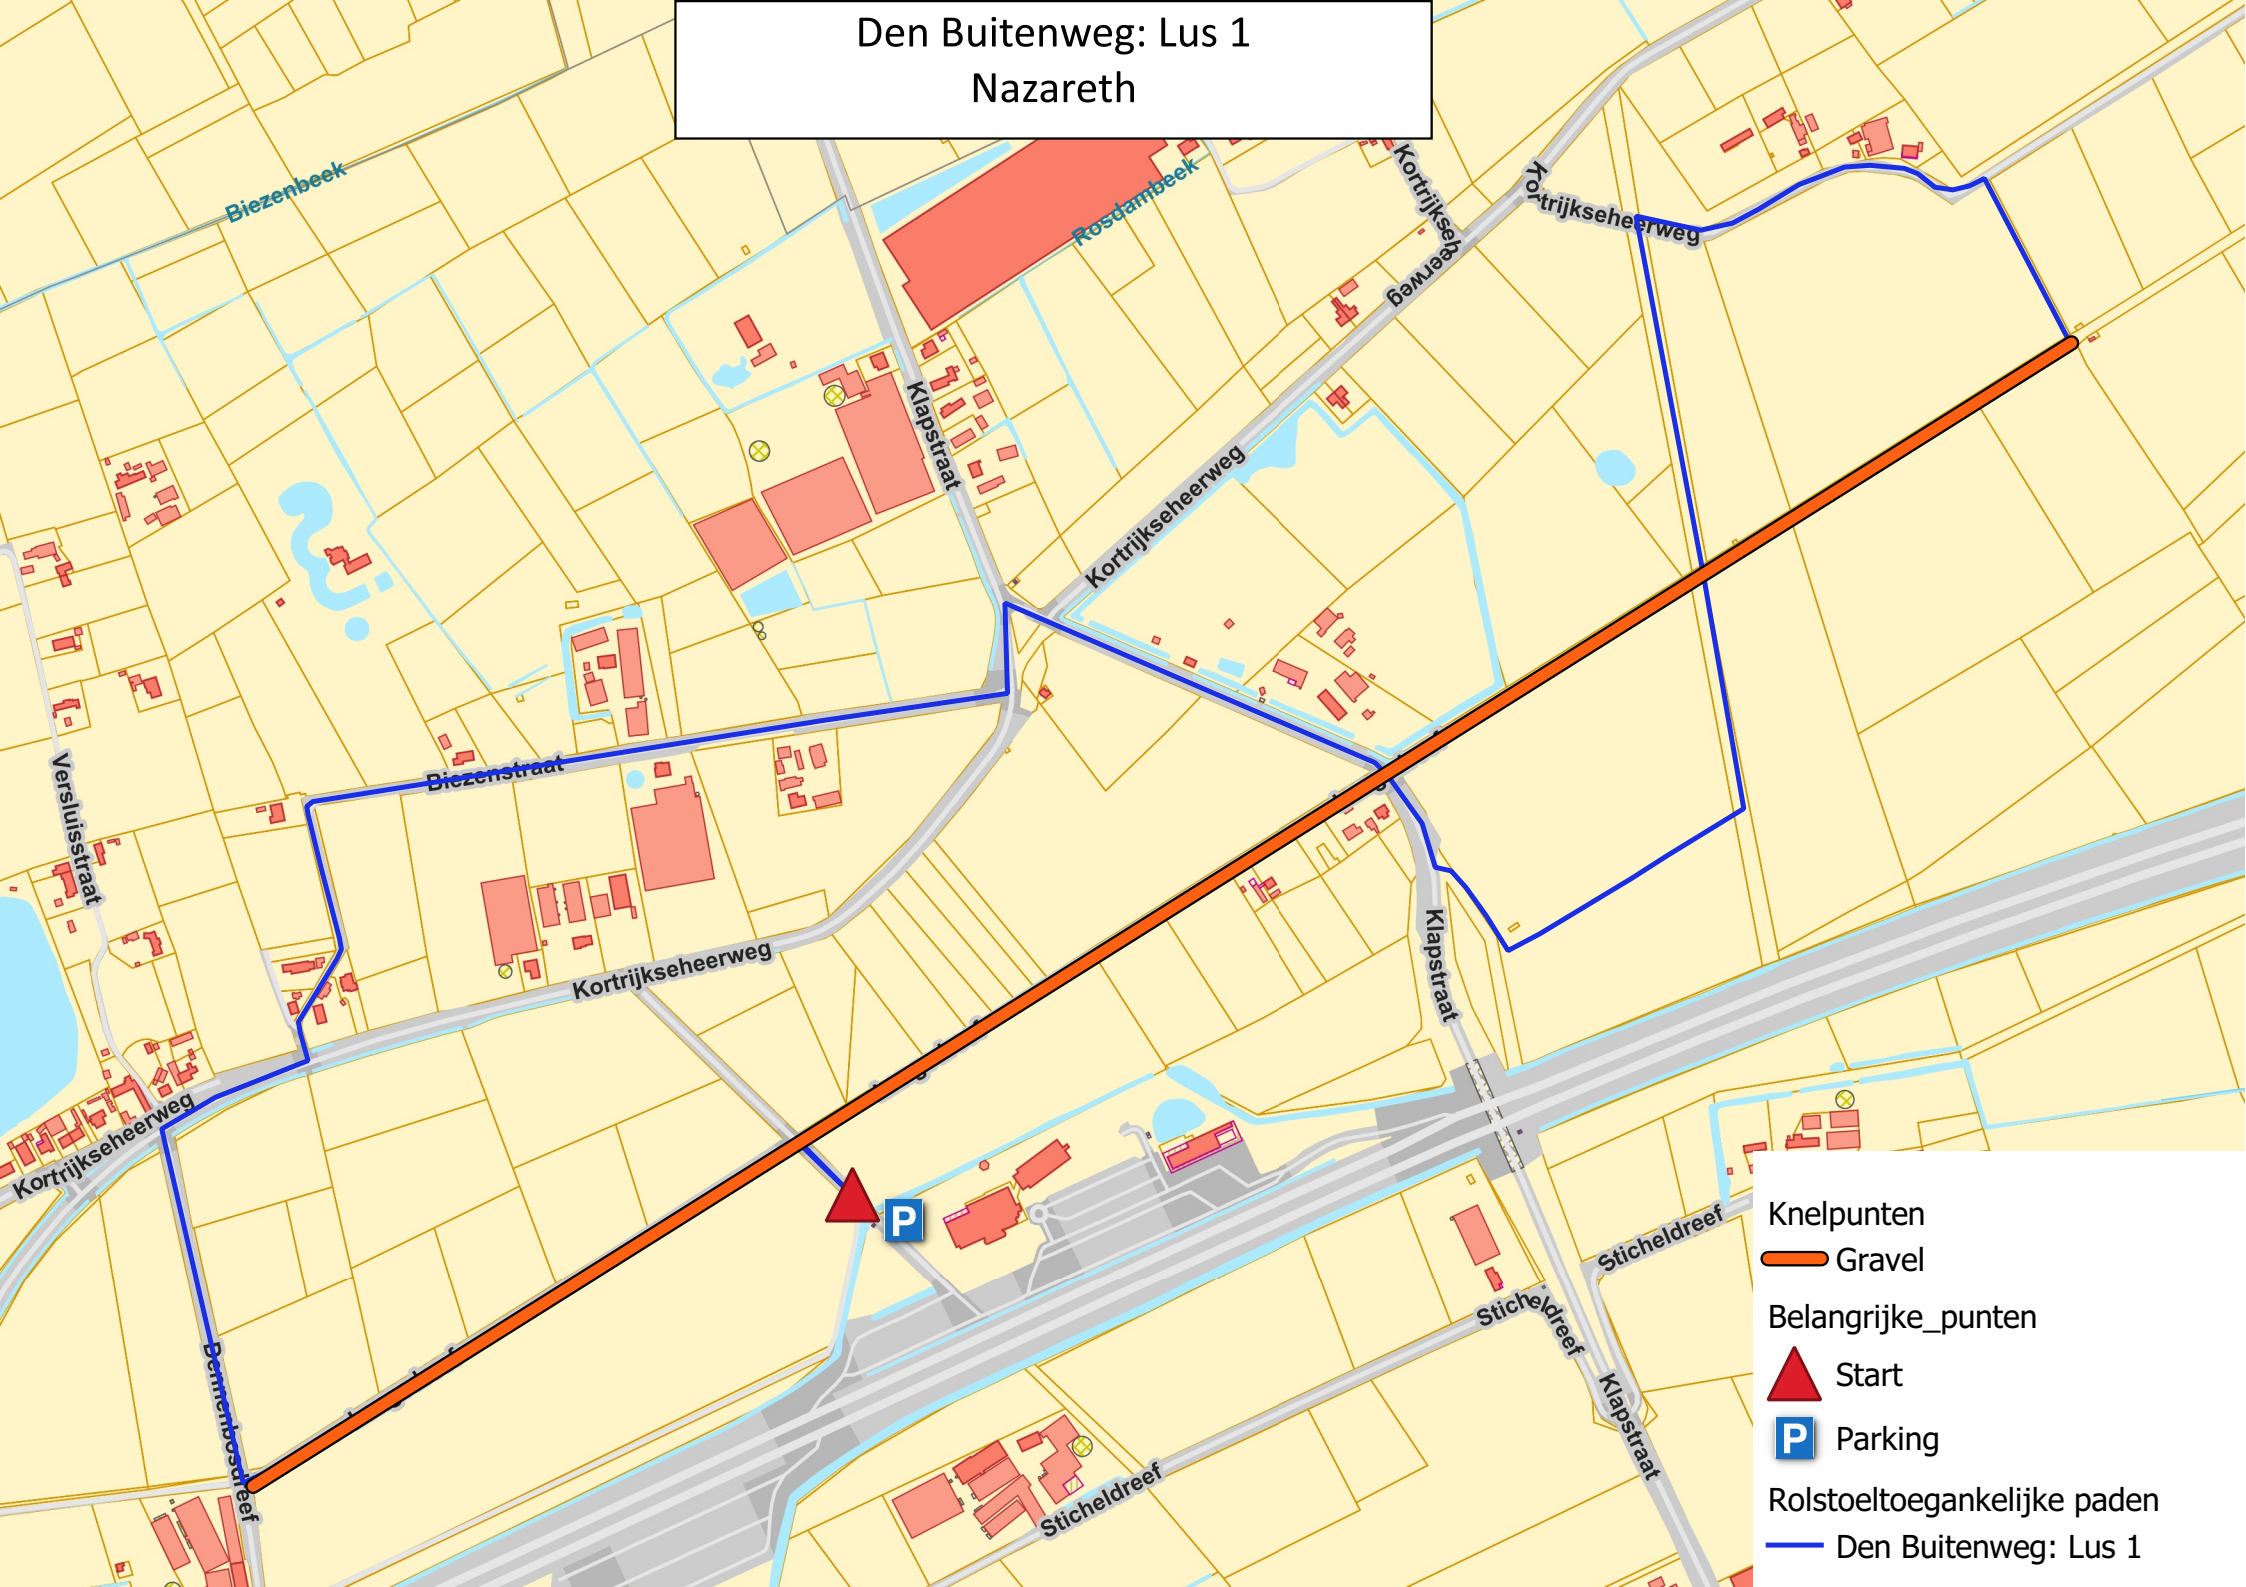 Den Buitenweg: Lus 1
Nazareth
Biezenbeek
Rosdambeek
Kortrijkseheerweg
Kortrijkseheerweg
Klapstraat
Kortrijkseheerweg
Biezenstraat
Versluisstraat
Kortrijkseheerweg
Klapstraat
Kortrijkseheerweg
P
Dennenbosdreef
Sticheldreef
Sticheldreef
Klapstraat
Sticheldreef
Knelpunten
Gravel
Belangrijke_punten
Start
P Parking
Rolstoeltoegankelijke paden
Den Buitenweg: Lus 1